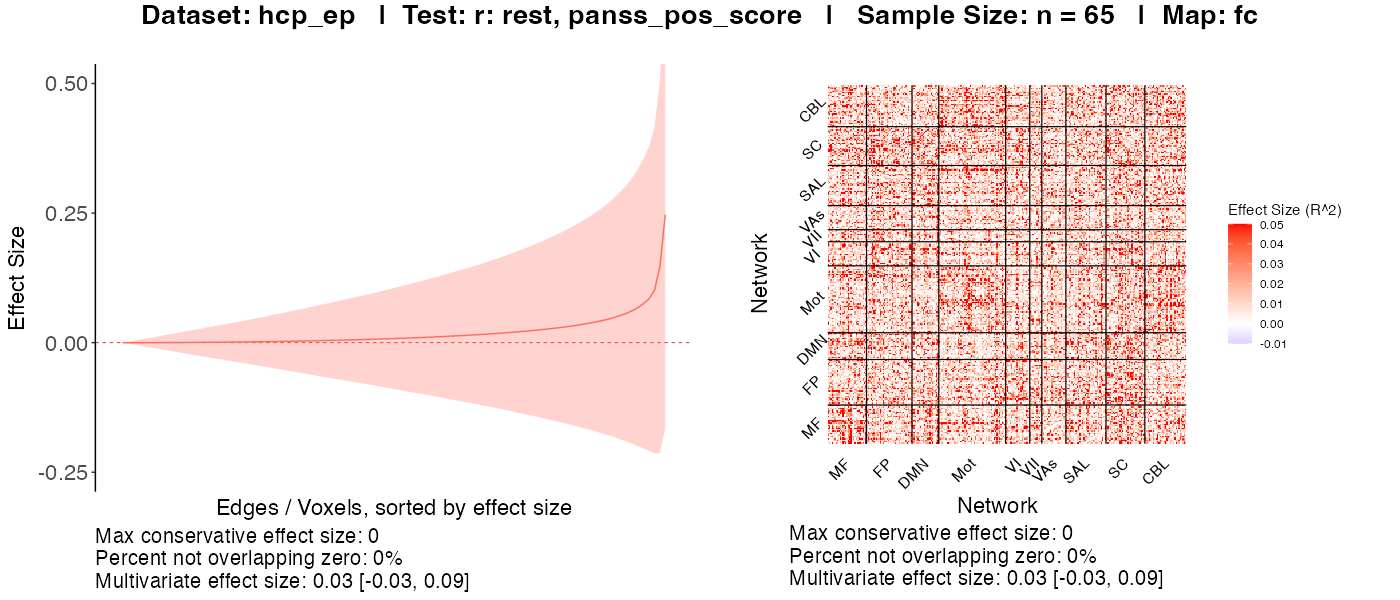 Dataset: hcp_ep | Test: r: rest, panss_pos_score | Sample Size: n = 65 | Map: fc
Effect Size
0.50
0.25
0.00
-0.25
Edges / Voxels, sorted by effect size
Max conservative effect size: 0
Percent not overlapping zero: 0%
Multivariate effect size: 0.03 [-0.03, 0.09]
Network
CBL
SC
SAL
VAs
VII
VI
Mot
DMN
FP
MF
MF
FP
DMN
Mot
VI
VII
VAs
SAL
SC
CBL
Network
Max conservative effect size: 0
Percent not overlapping zero: 0%
Multivariate effect size: 0.03 [-0.03, 0.09]
Effect Size (R^2)
0.05
0.04
0.03
0.02
0.01
0.00
-0.01